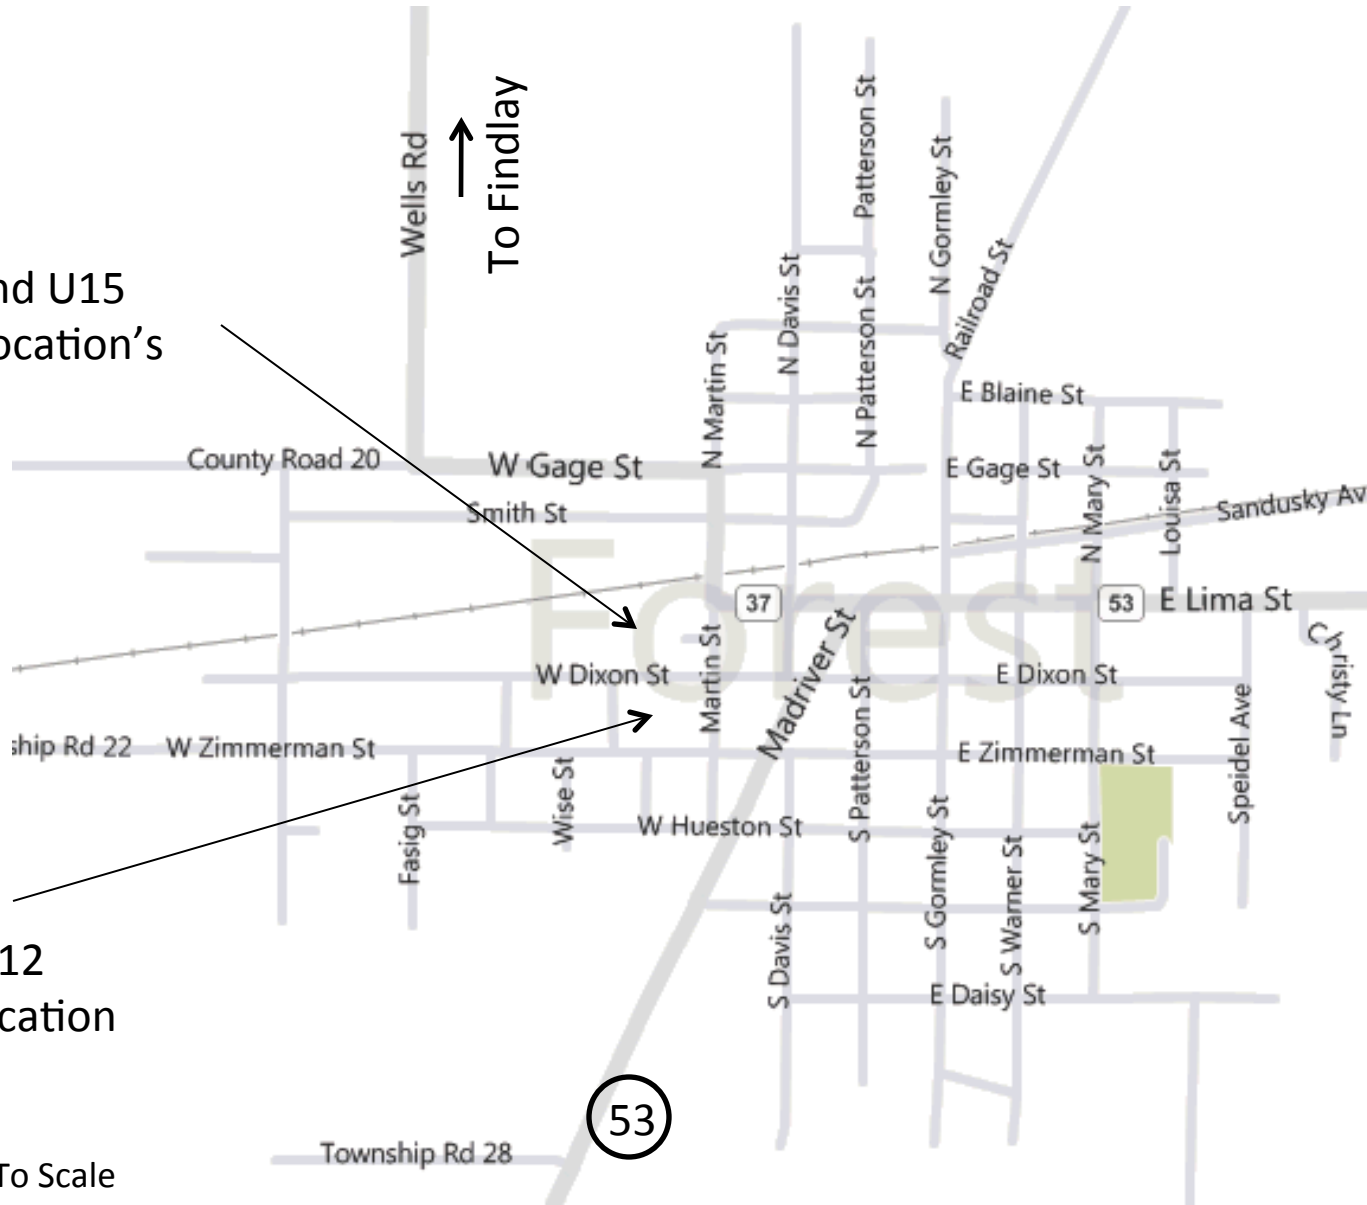 Wells Rd
To Findlay
Patterson St
N Gormley St
Railroad St
N Davis St
N Patterson St
N Martin St
nd U15
ocation's
E Blaine St
County Road 20
W Gage St
E Gage St
N Mary St
Louisa St
Smith St
Sandusky Av
Forest
37
53
E Lima St
Christy Ln
W Dixon St
Martin St
Madriver St
E Dixon St
S Patterson St
Speidel Ave
ship Rd 22
W Zimmerman St
E Zimmerman St
Fasig St
Wise St
W Hueston St
S Gormley St
S Warner St
S Mary St
S Davis St
12
cation
E Daisy St
53
Township Rd 28
To Scale